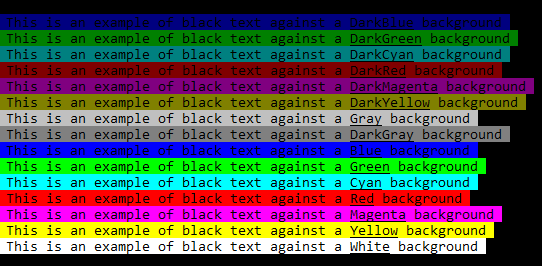 This is an example of black text against a DarkBlue background
This is an example of black text against a DarkGreen background
This is an example of black text against a DarkCyan background
This is an example of black text against a DarkRed background
This is an example of black text against a DarkMagenta background
This is an example of black text against a DarkYellow background
This is an example of black text against a Gray background
This is an example of black text against a DarkGray background
This is an example of black text against a Blue background
This is an example of black text against a Green background
This is an example of black text against a Cyan background
This is an example of black text against a Red background
This is an example of black text against a Magenta background
This is an example of black text against a Yellow background
This is an example of black text against a White background